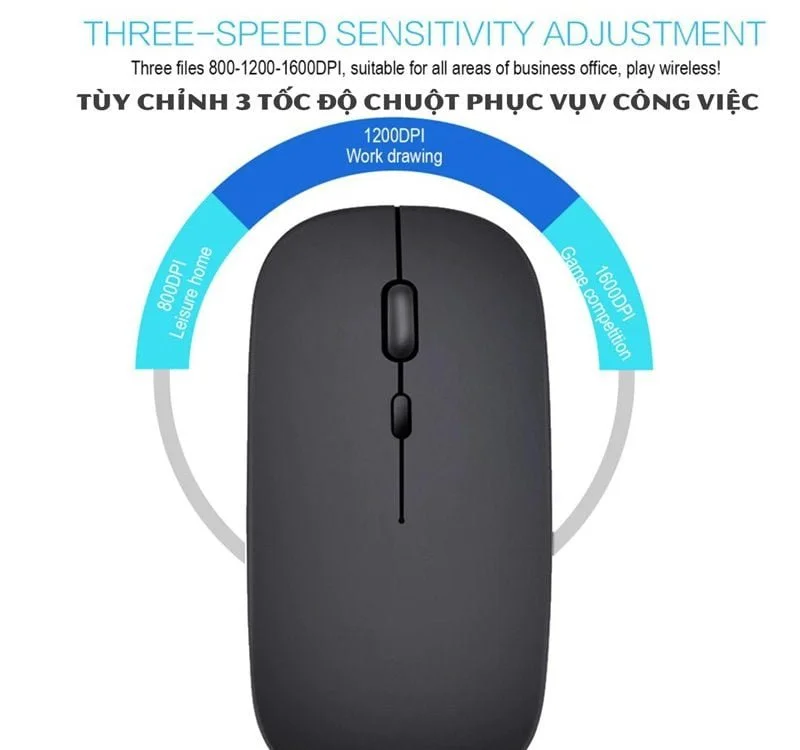 THREE-SPEED SENSITIVITY ADJUSTMENT
Three files 800-1200-1600DPI, suitable for all areas of business office, play wireless!
TÙY CHỈNH 3 TỐC ĐỘ CHUỘT PHỤC VỤV CÔNG VIỆC
1200DPI
Work drawing
800DPI
Leisure home
1600DPI
Game competition